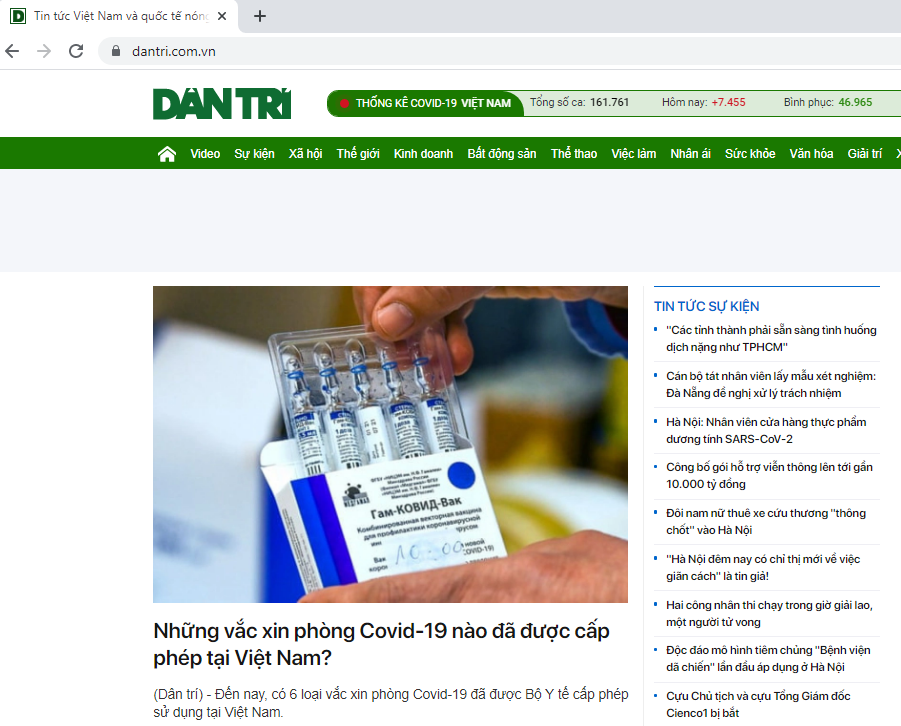 Tin tức Việt Nam và quốc tế nóng
dantri.com.vn
DÂN TRÍ
THỐNG KÊ COVID-19 VIỆT NAM
Tổng số ca: 161.761
Hôm nay: +7.455
Bình phục: 46.965
Video Sự kiện Xã hội Thế giới Kinh doanh Bất động sản Thể thao Việc làm Nhân ái Sức khỏe Văn hóa Giải trí X
Гам-КОВИД-Вак
Комбинированная векторная вакцина
для профилактики коронавирусной
Những vắc xin phòng Covid-19 nào đã được cấp
phép tại Việt Nam?
(Dân trí) - Đến nay, có 6 loại vắc xin phòng Covid-19 đã được Bộ Y tế cấp phép
sử dụng tại Việt Nam.
TIN TỨC SỰ KIỆN
"Các tỉnh thành phải sẵn sàng tình huống
dịch nặng như TPHCM"
Cán bộ tát nhân viên lấy mẫu xét nghiệm:
Đà Nẵng đề nghị xử lý trách nhiệm
Hà Nội: Nhân viên cửa hàng thực phẩm
dương tính SARS-CoV-2
Công bố gói hỗ trợ viễn thông lên tới gần
10.000 tỷ đồng
Đôi nam nữ thuê xe cứu thương "thông
chốt" vào Hà Nội
"Hà Nội đêm nay có chỉ thị mới về việc
giãn cách" là tin giả!
Hai công nhân thi chạy trong giờ giải lao,
một người tử vong
Độc đáo mô hình tiêm chủng "Bệnh viện
dã chiến" lần đầu áp dụng ở Hà Nội
Cựu Chủ tịch và cựu Tổng Giám đốc
Cienco1 bị bắt